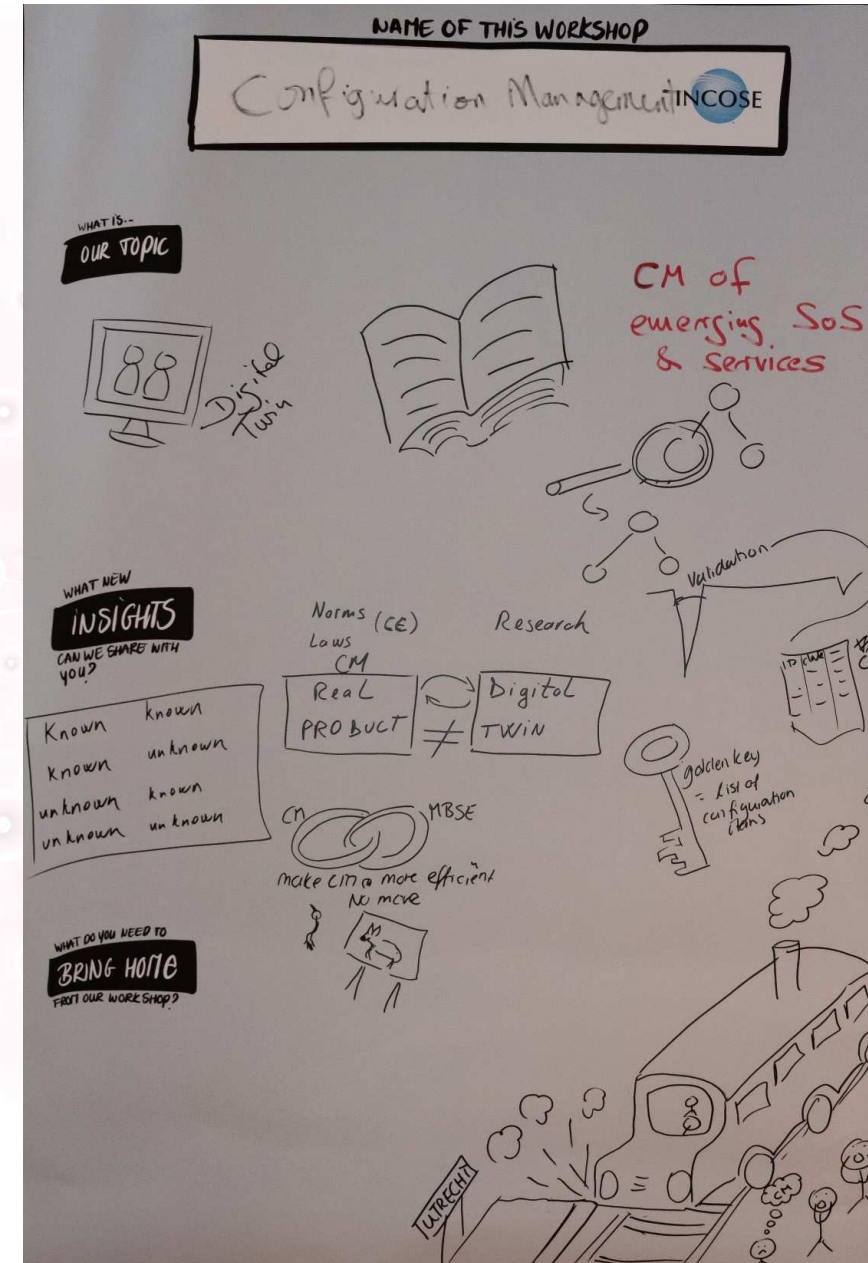 NAME OF THIS WORKSHOP
Configuration Management
INCOSE
WHAT IS..
OUR TOPIC
Digital
Twin
CM of
emerging SoS
& Services
Validation
WHAT NEW
INSIGHTS
CAN WE SHARE WITH
YOU?
Known known
known unknown
unknown known
unknown unknown
Norms (CE)
Laws
CM
Real
PRODUCT
≠
Research
Digital
TWIN
ID
golden key
= list of
configuration
items
CM
MBSE
make CM a more efficient
No more
WHAT DO YOU NEED TO
BRING HOME
FROM OUR WORKSHOP?
UTRECHT
CM